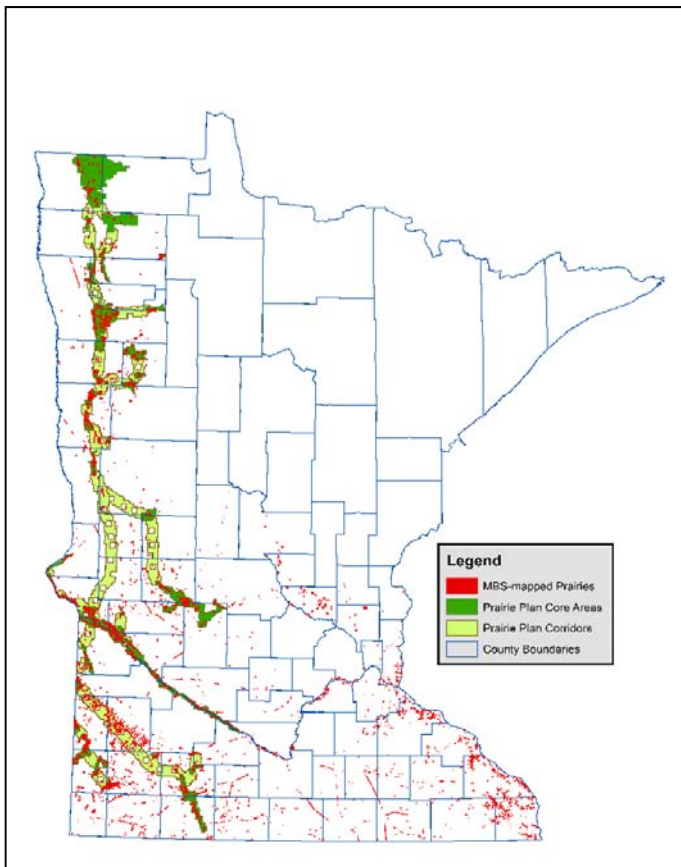 Legend
MBS-mapped Prairies
Prairie Plan Core Areas
Prairie Plan Corridors
County Boundaries